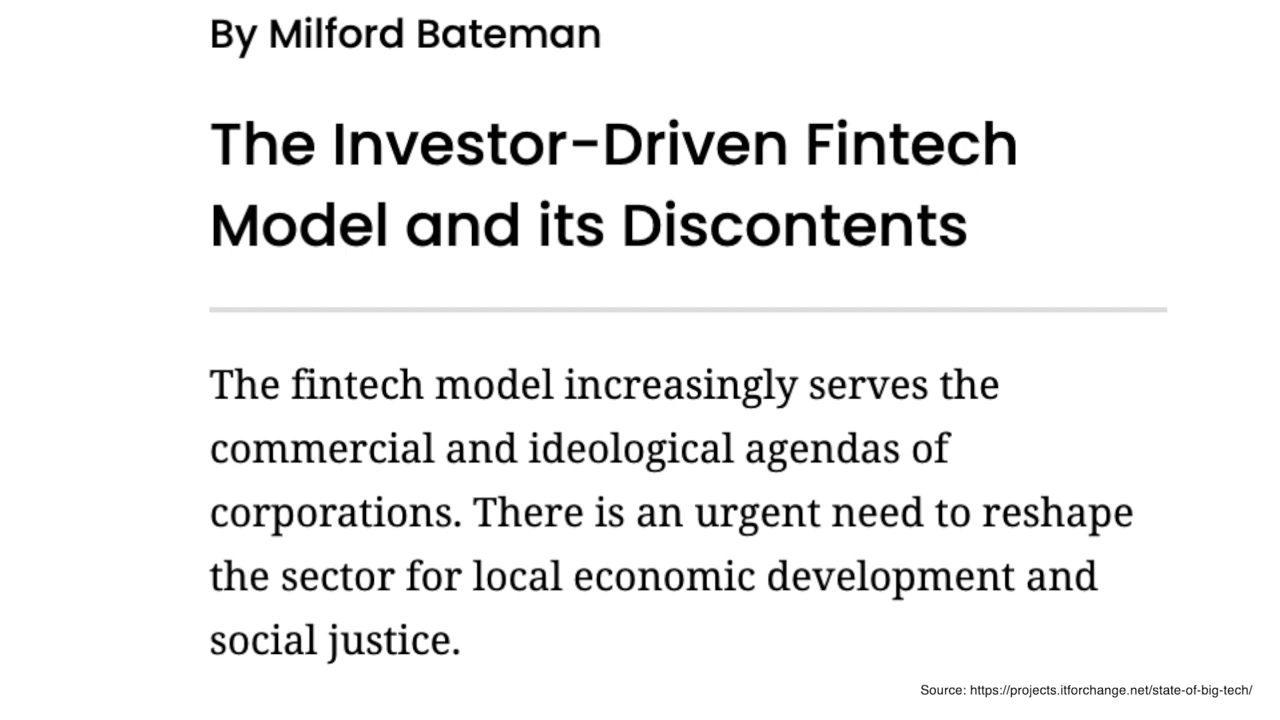 By Milford Bateman
The Investor-Driven Fintech
Model and its Discontents
The fintech model increasingly serves the
commercial and ideological agendas of
corporations. There is an urgent need to reshape
the sector for local economic development and
social justice.
Source: https://projects.itforchange.net/state-of-big-tech/